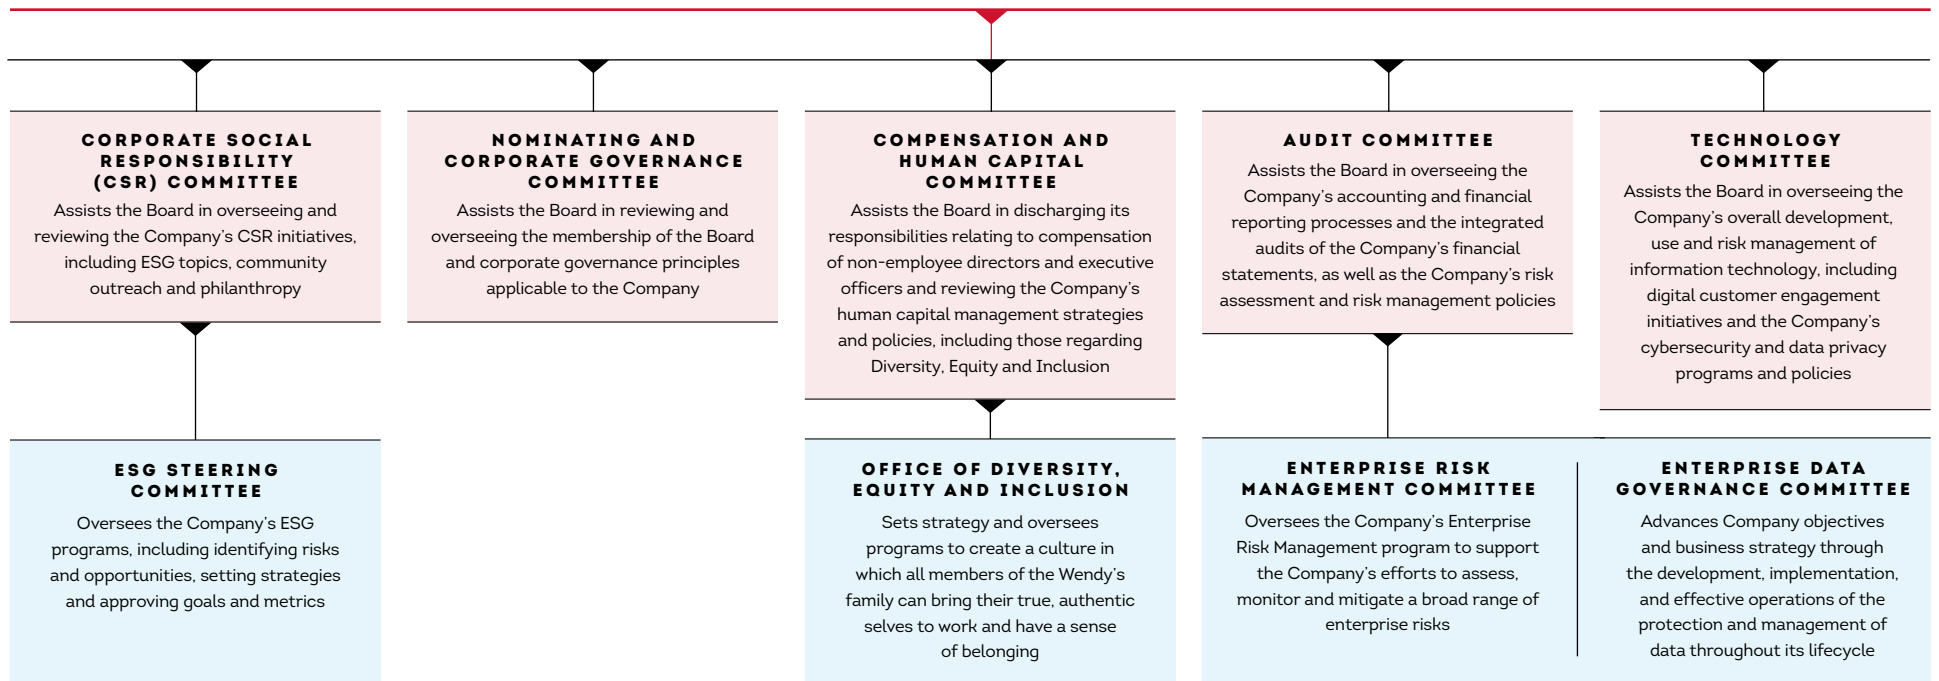 CORPORATE SOCIAL
RESPONSIBILITY
(CSR) COMMITTEE
Assists the Board in overseeing and
reviewing the Company's CSR initiatives,
including ESG topics, community
outreach and philanthropy
NOMINATING AND
CORPORATE GOVERNANCE
COMMITTEE
Assists the Board in reviewing and
overseeing the membership of the Board
and corporate governance principles
applicable to the Company
COMPENSATION AND
HUMAN CAPITAL
COMMITTEE
Assists the Board in discharging its
responsibilities relating to compensation
of non-employee directors and executive
officers and reviewing the Company's
human capital management strategies
and policies, including those regarding
Diversity, Equity and Inclusion
AUDIT COMMITTEE
Assists the Board in overseeing the
Company's accounting and financial
reporting processes and the integrated
audits of the Company's financial
statements, as well as the Company's risk
assessment and risk management policies
TECHNOLOGY
COMMITTEE
Assists the Board in overseeing the
Company's overall development,
use and risk management of
information technology, including
digital customer engagement
initiatives and the Company's
cybersecurity and data privacy
programs and policies
ESG STEERING
COMMITTEE
Oversees the Company's ESG
programs, including identifying risks
and opportunities, setting strategies
and approving goals and metrics
OFFICE OF DIVERSITY,
EQUITY AND INCLUSION
Sets strategy and oversees
programs to create a culture in
which all members of the Wendy's
family can bring their true, authentic
selves to work and have a sense
of belonging
ENTERPRISE RISK
MANAGEMENT COMMITTEE
Oversees the Company's Enterprise
Risk Management program to support
the Company's efforts to assess,
monitor and mitigate a broad range of
enterprise risks
ENTERPRISE DATA
GOVERNANCE COMMITTEE
Advances Company objectives
and business strategy through
the development, implementation,
and effective operations of the
protection and management of
data throughout its lifecycle